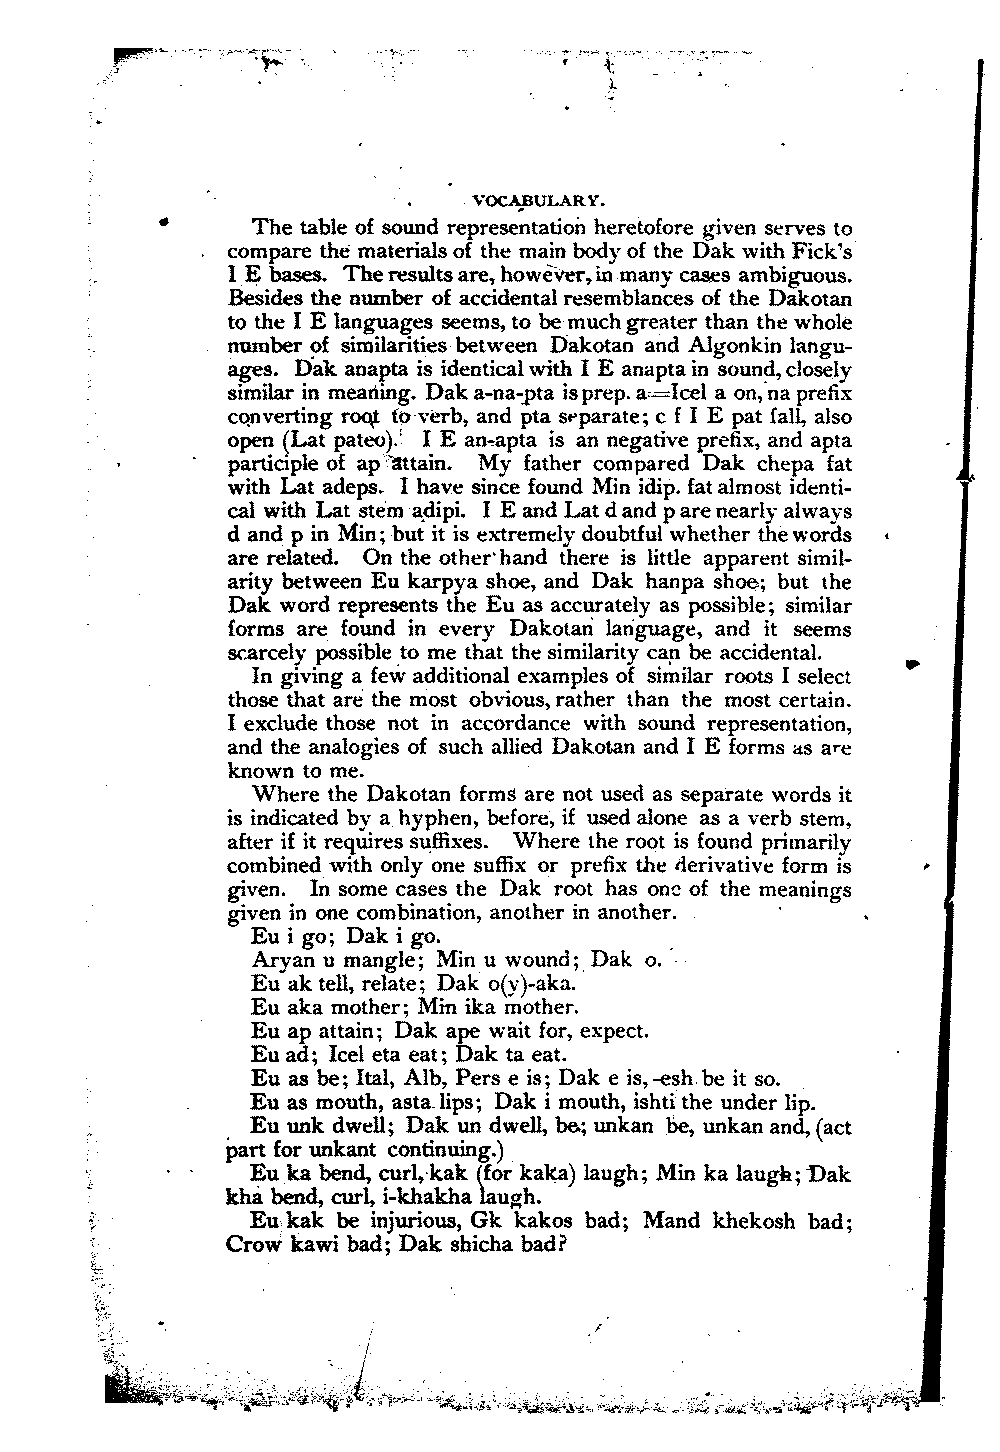 VOCABULARY.
The table of sound representation heretofore given serves to
compare the materials of the main body of the Dak with Fick's
I E bases. The results are, however, in many cases ambiguous.
Besides the number of accidental resemblances of the Dakotan
to the I E languages seems, to be much greater than the whole
number of similarities between Dakotan and Algonkin langu-
ages. Dak anapta is identical with I E anapta in sound, closely
similar in meaning. Dak a-na-pta is prep. a=Icel a on, na prefix
converting root to verb, and pta separate; c f I E pat fall, also
open (Lat pateo). I E an-apta is an negative prefix, and apta
participle of ap attain. My father compared Dak chepa fat
with Lat adeps. I have since found Min idip. fat almost identi-
cal with Lat stem adipi. I E and Lat d and p are nearly always
d and p in Min; but it is extremely doubtful whether the words
are related. On the other hand there is little apparent simil-
arity between Eu karpya shoe, and Dak hanpa shoe; but the
Dak word represents the Eu as accurately as possible; similar
forms are found in every Dakotan language, and it seems
scarcely possible to me that the similarity can be accidental.
In giving a few additional examples of similar roots I select
those that are the most obvious, rather than the most certain.
I exclude those not in accordance with sound representation,
and the analogies of such allied Dakotan and I E forms as are
known to me.
Where the Dakotan forms are not used as separate words it
is indicated by a hyphen, before, if used alone as a verb stem,
after if it requires suffixes. Where the root is found primarily
combined with only one suffix or prefix the derivative form is
given. In some cases the Dak root has one of the meanings
given in one combination, another in another.
Eu i go; Dak i go.
Aryan u mangle; Min u wound; Dak o.
Eu ak tell, relate; Dak o(y)-aka.
Eu aka mother; Min ika mother.
Eu ap attain; Dak ape wait for, expect.
Eu ad; Icel eta eat; Dak ta eat.
Eu as be; Ital, Alb, Pers e is; Dak e is, -esh be it so.
Eu as mouth, asta lips; Dak i mouth, ishti the under lip.
Eu unk dwell; Dak un dwell, be; unkan be, unkan and, (act
part for unkant continuing.)
Eu ka bend, curl, kak (for kaka) laugh; Min ka laugh; Dak
kha bend, curl, i-khakha laugh.
Eu kak be injurious, Gk kakos bad; Mand khekosh bad;
Crow kawi bad; Dak shicha bad?